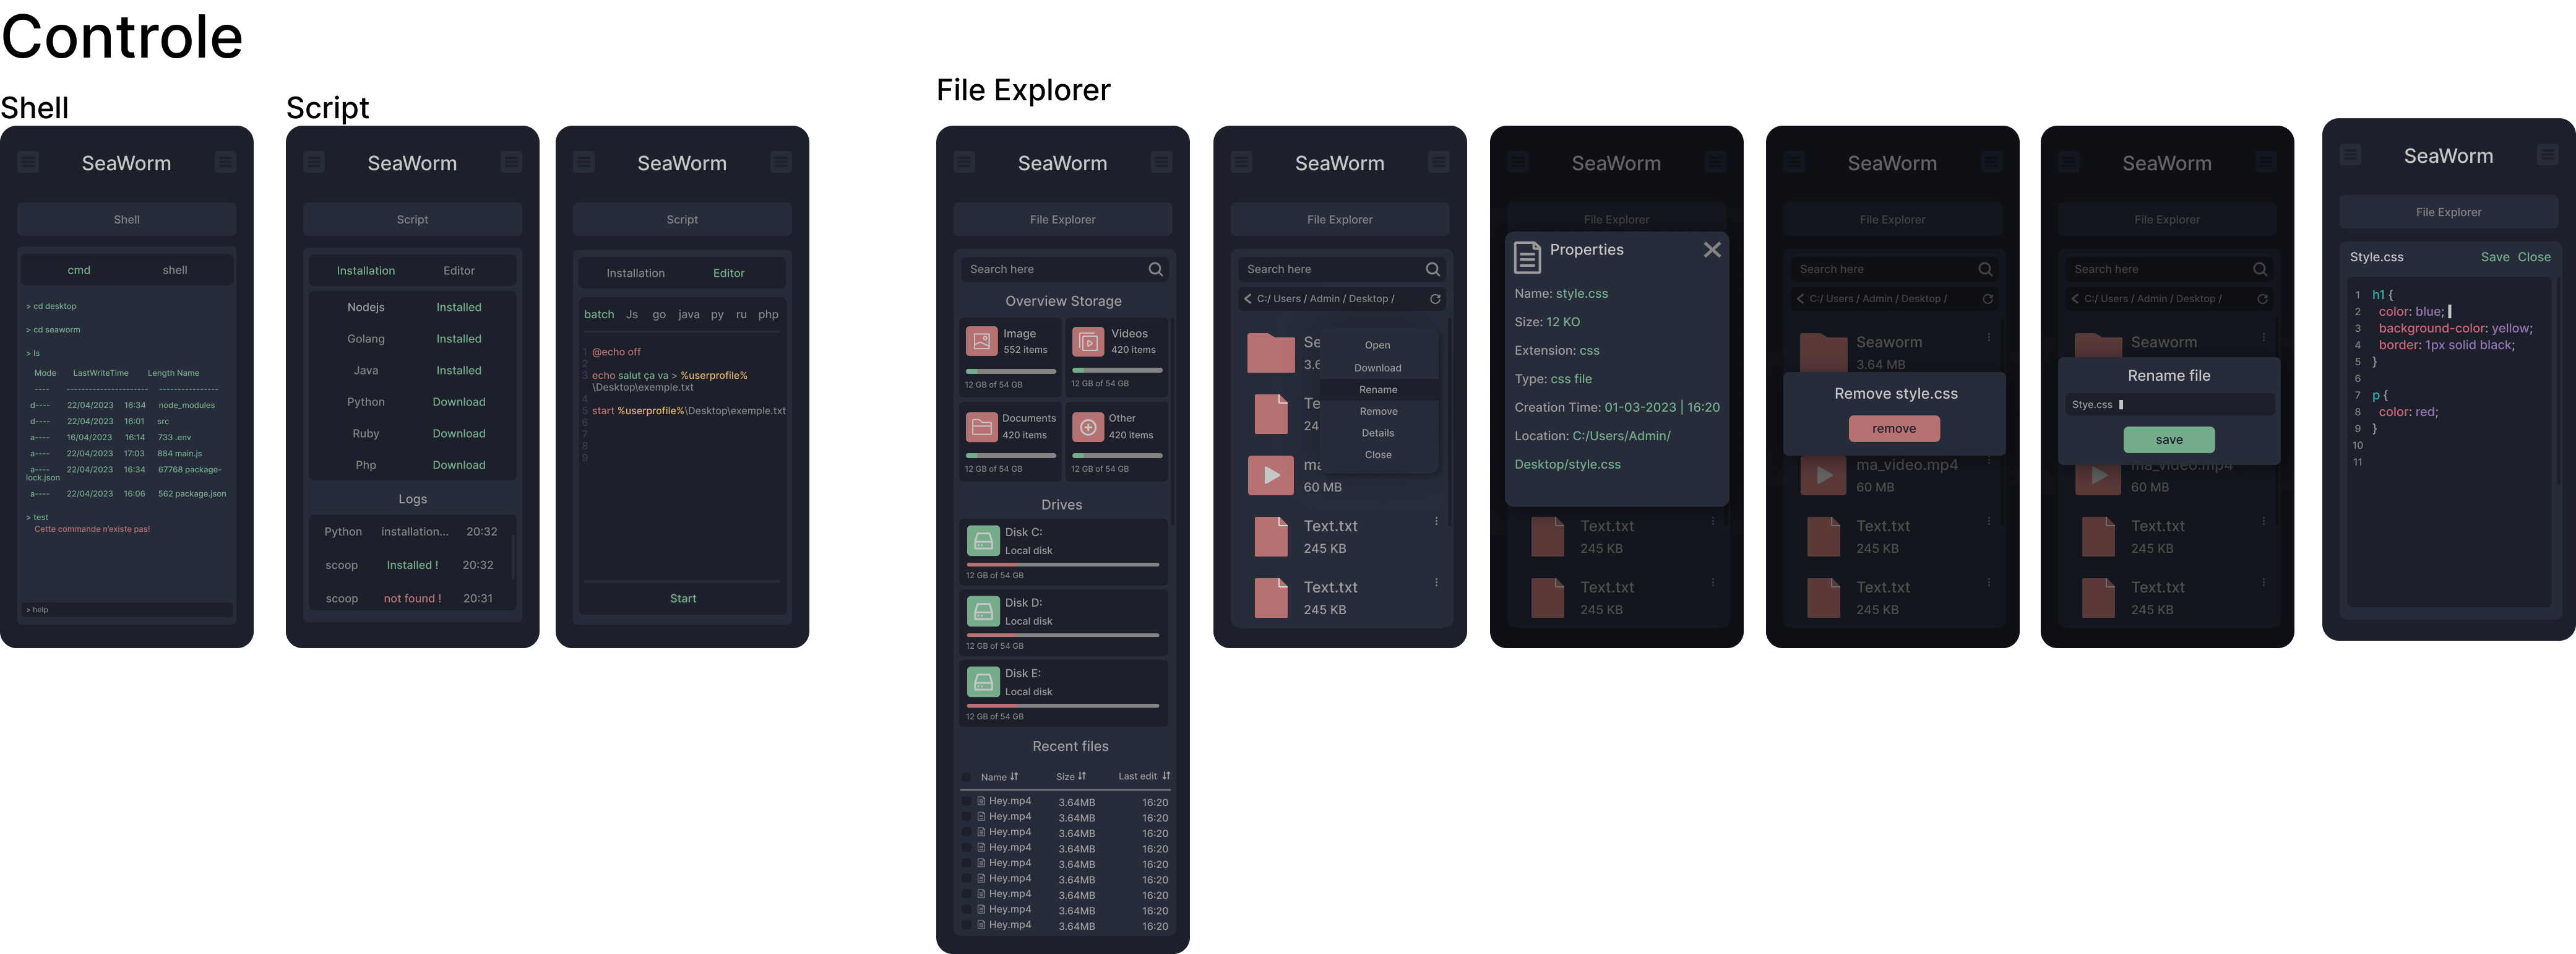 Controle
Shell
SeaWorm
Shell
cmd shell
> cd desktop
> cd seaworm
> ls
Mode LastWriteTime Length Name
---- ----------------------- -----------------
d---- 22/04/2023 16:34 node_modules
d---- 22/04/2023 16:01 src
a---- 16/04/2023 16:14 733 .env
a---- 22/04/2023 17:03 884 main.js
a---- 22/04/2023 16:34 67768 package-
lock.json
a---- 22/04/2023 16:06 562 package.json
> test
Cette commande n'existe pas!
> help
Script
SeaWorm
Script
Installation Editor
Nodejs Installed
Golang Installed
Java Installed
Python Download
Ruby Download
Php Download
Logs
Python installation... 20:32
scoop Installed ! 20:32
scoop not found ! 20:31
SeaWorm
Script
Installation Editor
batch Js go java py ru php
1 @echo off
2
3 echo salut ça va > %userprofile%
\Desktop\exemple.txt
4
5 start %userprofile%\Desktop\exemple.txt
6
7
8
9
Start
File Explorer
SeaWorm
File Explorer
Search here
Overview Storage
Image
552 items
12 GB of 54 GB
Videos
420 items
12 GB of 54 GB
Documents
420 items
12 GB of 54 GB
Other
420 items
12 GB of 54 GB
Drives
Disk C:
Local disk
12 GB of 54 GB
Disk D:
Local disk
12 GB of 54 GB
Disk E:
Local disk
12 GB of 54 GB
Recent files
Name Size Last edit
Hey.mp4 3.64MB 16:20
Hey.mp4 3.64MB 16:20
Hey.mp4 3.64MB 16:20
Hey.mp4 3.64MB 16:20
Hey.mp4 3.64MB 16:20
Hey.mp4 3.64MB 16:20
Hey.mp4 3.64MB 16:20
Hey.mp4 3.64MB 16:20
Hey.mp4 3.64MB 16:20
SeaWorm
File Explorer
Search here
C:/ Users / Admin / Desktop /
Se
3.6
Te
24
ma
60 MB
Open
Download
Rename
Remove
Details
Close
Text.txt
245 KB
Text.txt
245 KB
SeaWorm
File Explorer
Properties
Name: style.css
Size: 12 KO
Extension: css
Type: css file
Creation Time: 01-03-2023 | 16:20
Location: C:/Users/Admin/
Desktop/style.css
Text.txt
245 KB
Text.txt
245 KB
SeaWorm
File Explorer
Search here
C:/ Users / Admin / Desktop /
Seaworm
3.64 MB
Remove style.css
remove
ma_video.mp4
60 MB
Text.txt
245 KB
Text.txt
245 KB
SeaWorm
File Explorer
Search here
C:/ Users / Admin / Desktop /
Seaworm
Rename file
Stye.css
save
ma_video.mp4
60 MB
Text.txt
245 KB
Text.txt
245 KB
SeaWorm
File Explorer
Style.css Save Close
1 h1 {
2 color: blue;
3 background-color: yellow;
4 border: 1px solid black;
5 }
6
7 p {
8 color: red;
9 }
10
11